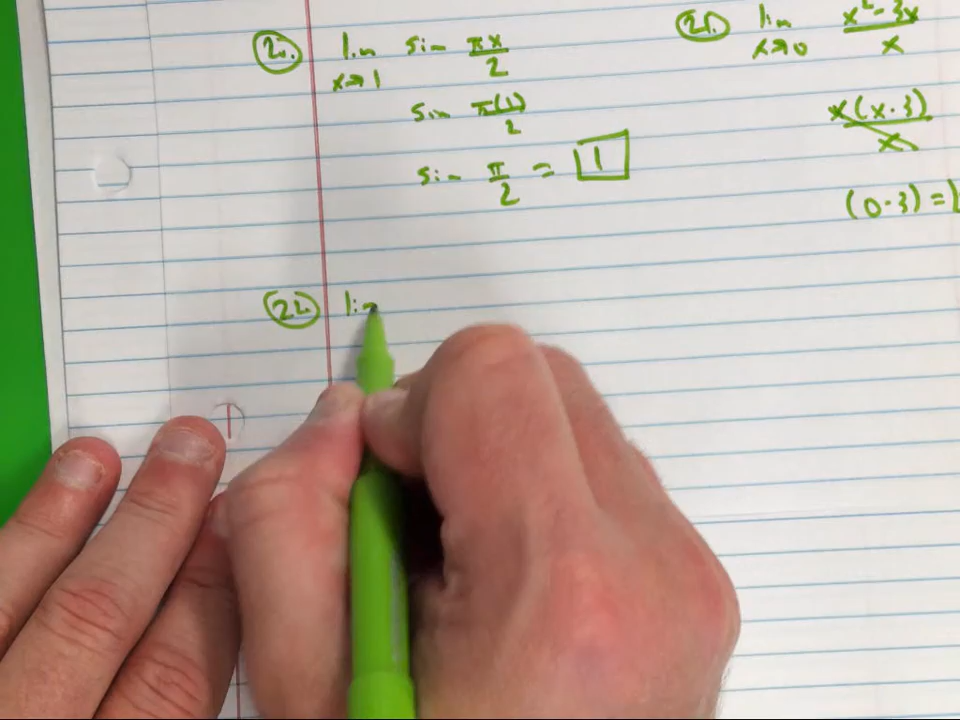 20. lim x→1 sin πx/2
sin π(1)/2
sin π/2 = 1
21. lim x→0 x² - 3x / x
x(x-3) / x
(0-3) =
22. lim